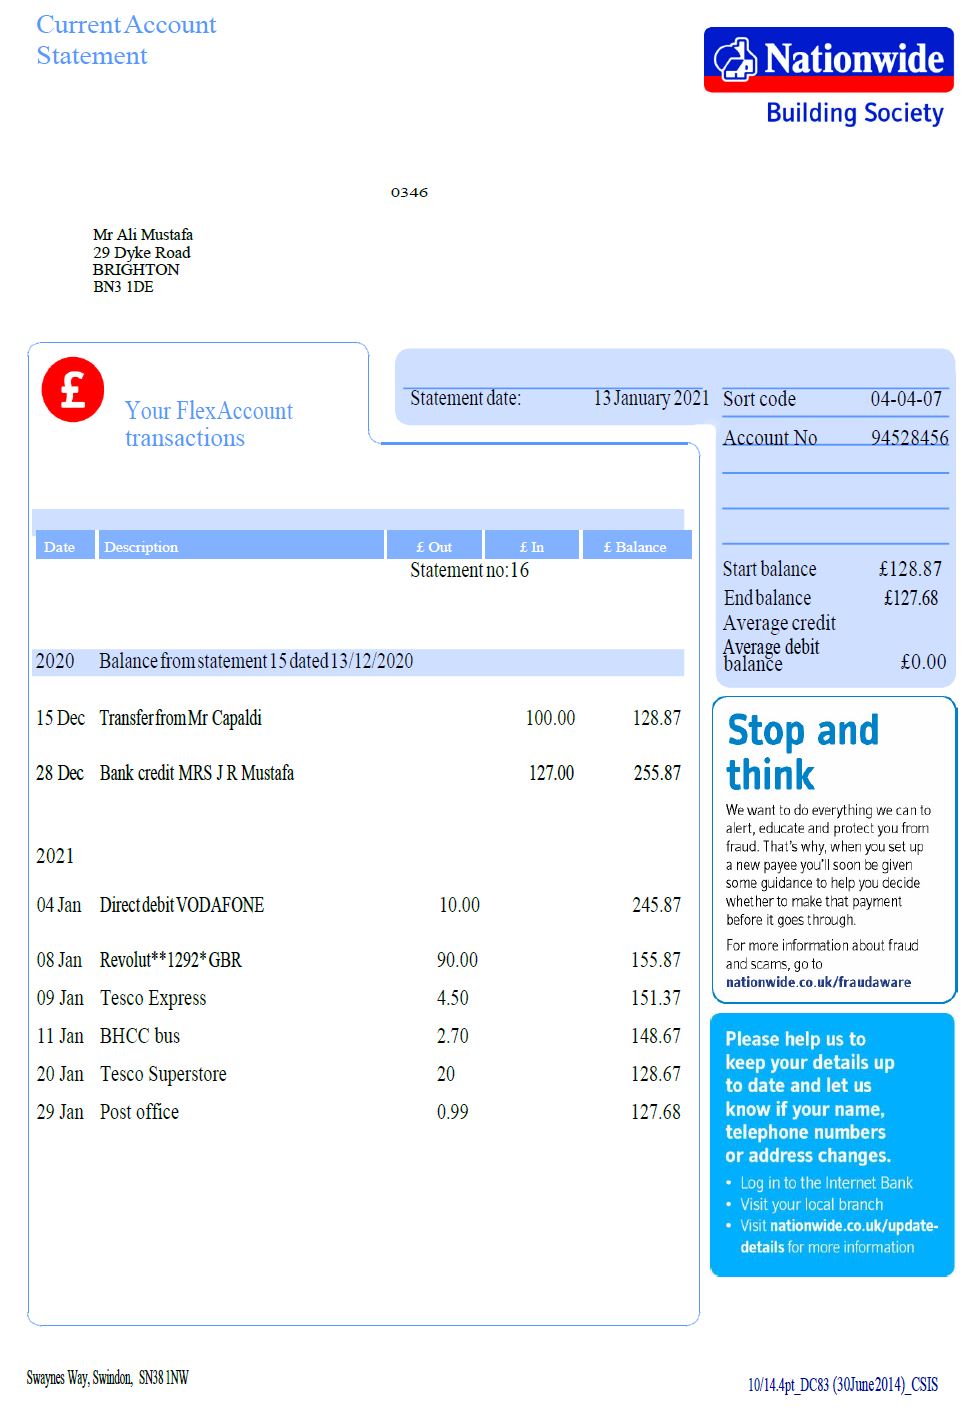 Current Account
Statement
Nationwide
Building Society
0346
Mr Ali Mustafa
29 Dyke Road
BRIGHTON
BN3 1DE
£
Your FlexAccount
transactions
Statement date: 13 January 2021
Sort code 04-04-07
Account No 94528456
Date Description £ Out £ In £ Balance
Statement no:16
Start balance £128.87
End balance £127.68
Average credit
Average debit
balance £0.00
2020 Balance from statement 15 dated 13/12/2020
15 Dec Transfer from Mr Capaldi 100.00 128.87
28 Dec Bank credit MRS J R Mustafa 127.00 255.87
2021
04 Jan Direct debit VODAFONE 10.00 245.87
08 Jan Revolut**1292* GBR 90.00 155.87
09 Jan Tesco Express 4.50 151.37
11 Jan BHCC bus 2.70 148.67
20 Jan Tesco Superstore 20 128.67
29 Jan Post office 0.99 127.68
Stop and
think
We want to do everything we can to
alert, educate and protect you from
fraud. That's why, when you set up
a new payee you'll soon be given
some guidance to help you decide
whether to make that payment
before it goes through.
For more information about fraud
and scams, go to
nationwide.co.uk/fraudaware
Please help us to
keep your details up
to date and let us
know if your name,
telephone numbers
or address changes.
• Log in to the Internet Bank
• Visit your local branch
• Visit nationwide.co.uk/update-
details for more information
Swaynes Way, Swindon, SN38 1NW
10/14.4pt_DC83 (30June2014)_CSIS